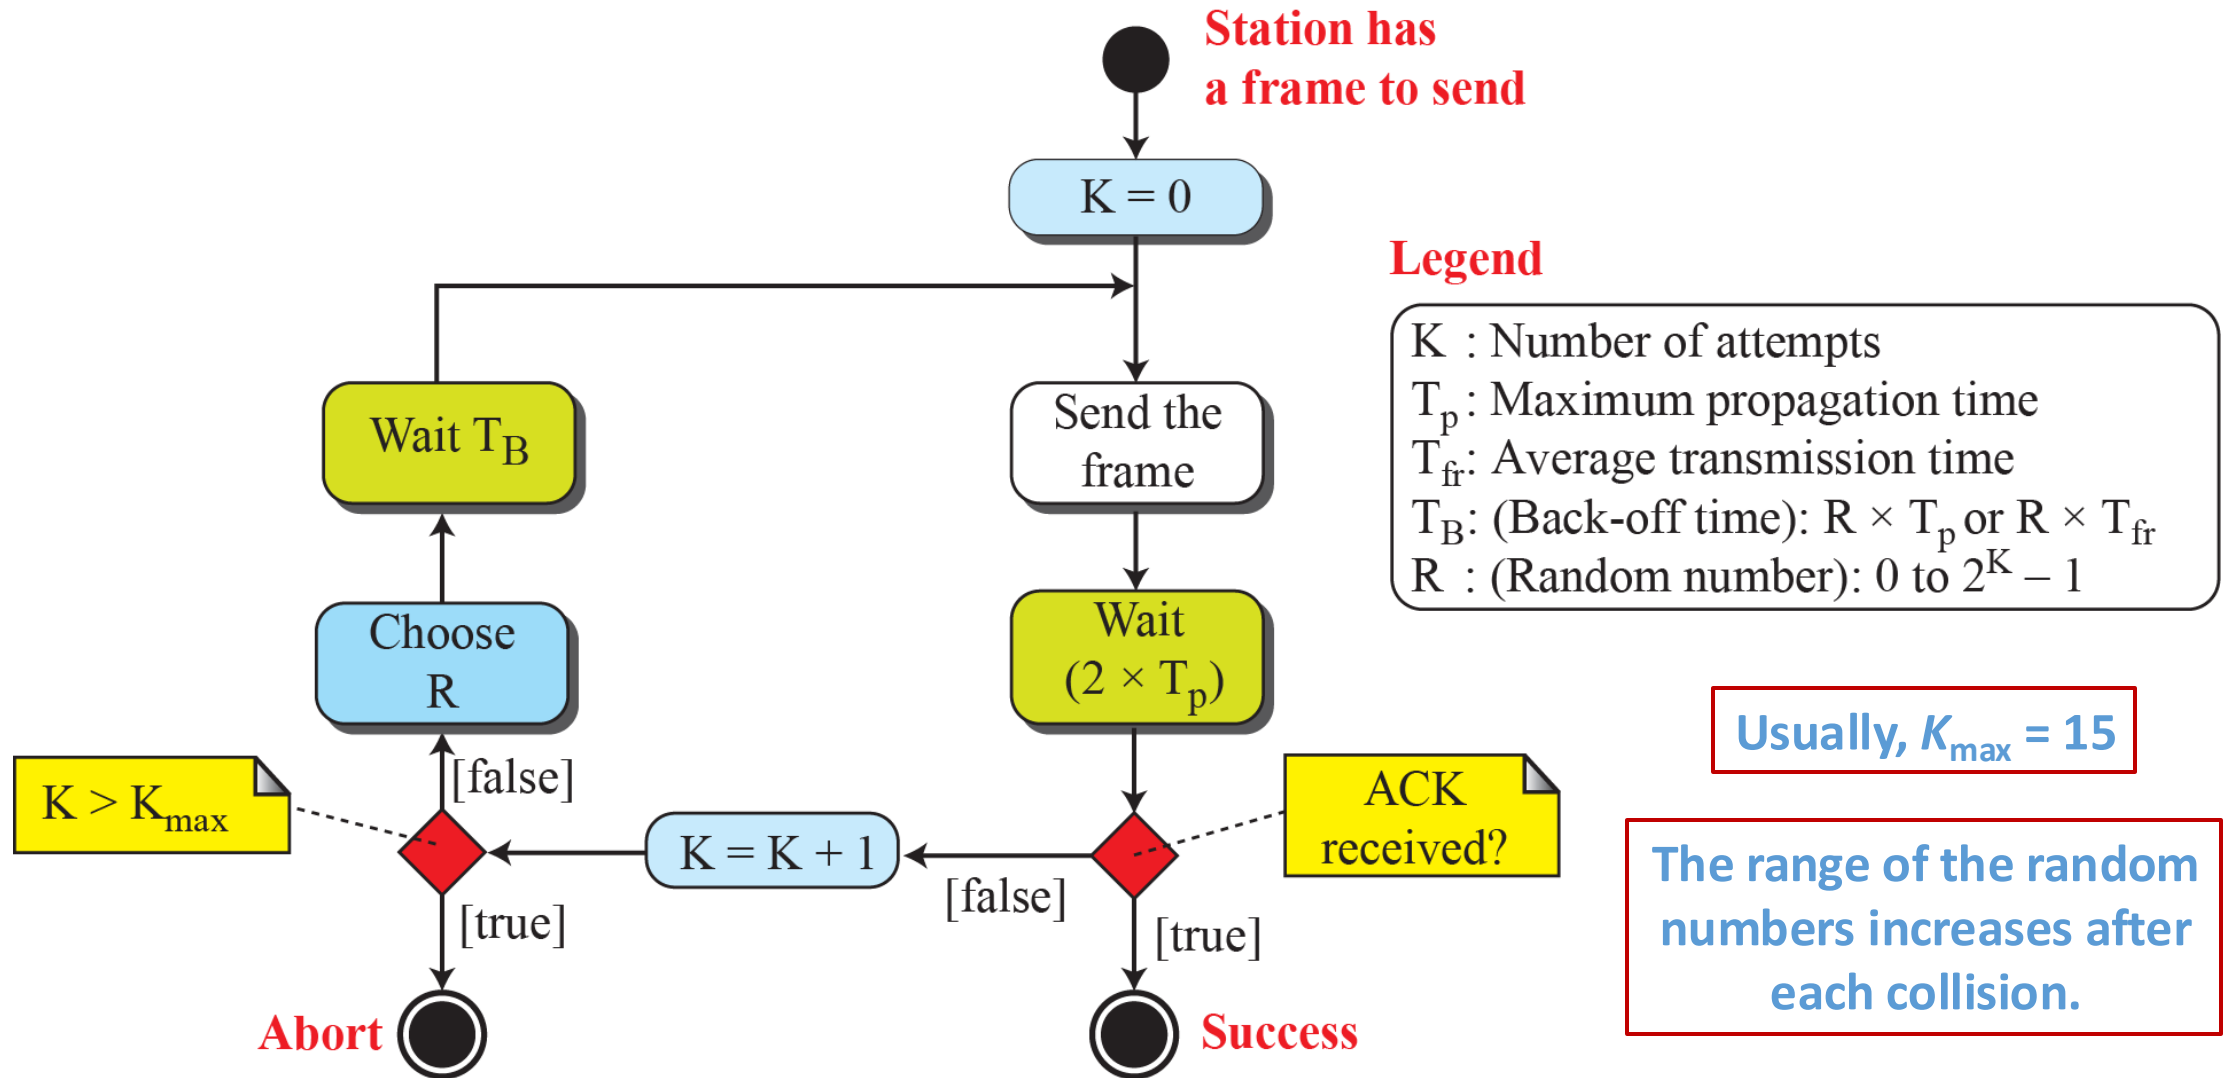 Station has
a frame to send
K = 0
Legend
K : Number of attempts
Tp : Maximum propagation time
Tfr: Average transmission time
TB: (Back-off time): R × Tp or R × Tfr
R : (Random number): 0 to 2^K – 1
Wait TB
Send the
frame
Choose
R
Wait
(2 × Tp)
Usually, Kmax = 15
K > Kmax
[false]
K = K + 1
[false]
ACK
received?
[true]
[true]
The range of the random
numbers increases after
each collision.
Abort
Success